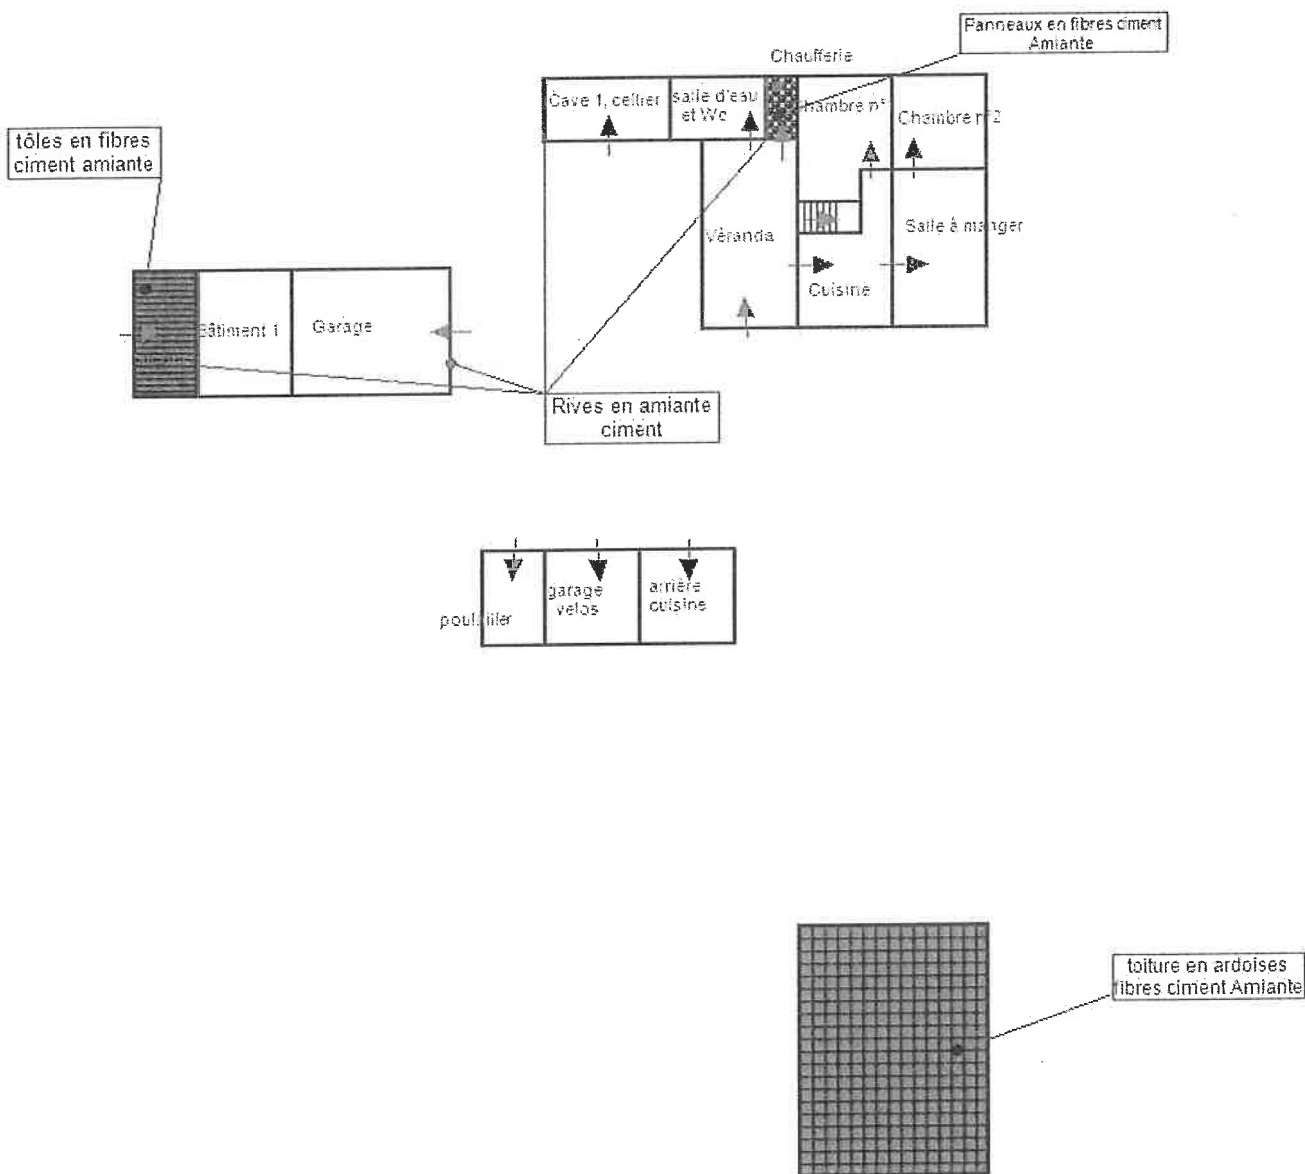 Panneaux en fibres ciment
Amiante
Chaufferie
Cave 1, cellier
salle d'eau
et Wc
Chambre n°
Chambre n°2
tôles en fibres
ciment amiante
Véranda
Salle à manger
Cuisine
Bâtiment 1
Garage
Rives en amiante
ciment
garage
velos
arrière
cuisine
toiture en ardoises
fibres ciment Amiante